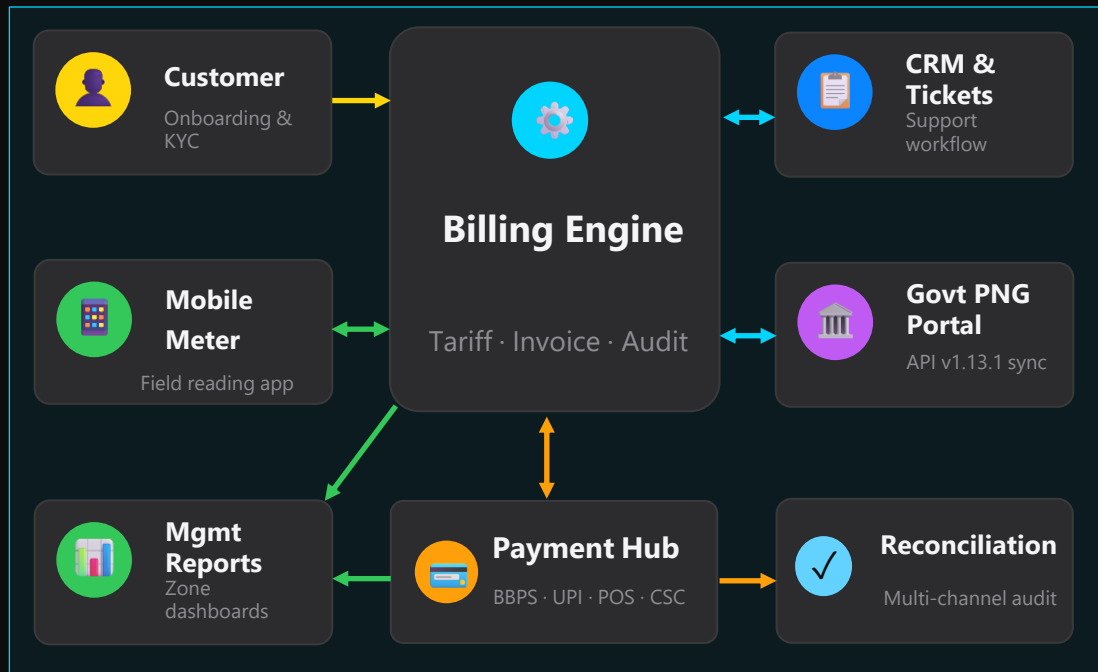 Customer
Onboarding &
KYC
Billing Engine
Tariff · Invoice · Audit
CRM &
Tickets
Support
workflow
Mobile
Meter
Field reading app
Govt PNG
Portal
API v1.13.1 sync
Mgmt
Reports
Zone
dashboards
Payment Hub
BBPS · UPI · POS · CSC
Reconciliation
Multi-channel audit